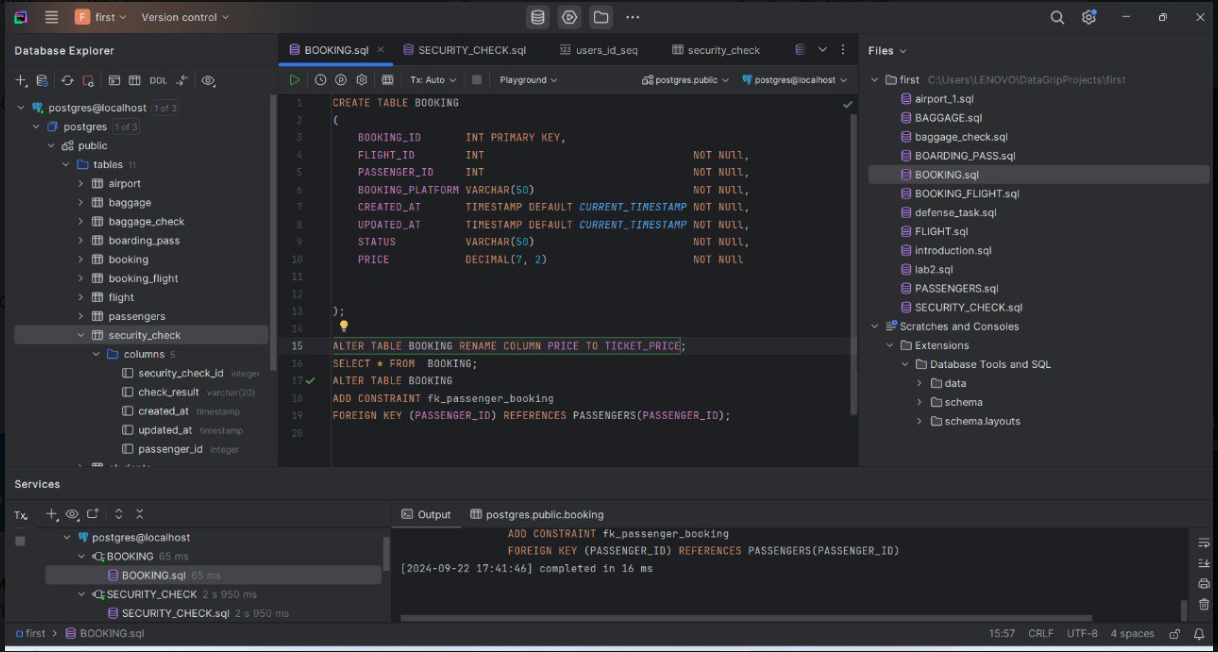 F first Version control
Database Explorer
BOOKING.sql SECURITY_CHECK.sql users_id_seq security_check
Files
DDL
Tx: Auto Playground postgres.public postgres@localhost
postgres@localhost 1 of 3
postgres 1 of 3
public
tables 11
airport
baggage
baggage_check
boarding_pass
booking
booking_flight
flight
passengers
security_check
columns 5
security_check_id integer
check_result varchar(20)
created_at timestamp
updated_at timestamp
passenger_id integer
1 CREATE TABLE BOOKING
2 (
3 BOOKING_ID INT PRIMARY KEY,
4 FLIGHT_ID INT NOT NULL,
5 PASSENGER_ID INT NOT NULL,
6 BOOKING_PLATFORM VARCHAR(50) NOT NULL,
7 CREATED_AT TIMESTAMP DEFAULT CURRENT_TIMESTAMP NOT NULL,
8 UPDATED_AT TIMESTAMP DEFAULT CURRENT_TIMESTAMP NOT NULL,
9 STATUS VARCHAR(50) NOT NULL,
10 PRICE DECIMAL(7, 2) NOT NULL
11
12
13 );
14
15 ALTER TABLE BOOKING RENAME COLUMN PRICE TO TICKET_PRICE;
16 SELECT * FROM BOOKING;
17 ALTER TABLE BOOKING
18 ADD CONSTRAINT fk_passenger_booking
19 FOREIGN KEY (PASSENGER_ID) REFERENCES PASSENGERS(PASSENGER_ID);
20
first C:\Users\LENOVO\DataGripProjects\first
airport_1.sql
BAGGAGE.sql
baggage_check.sql
BOARDING_PASS.sql
BOOKING.sql
BOOKING_FLIGHT.sql
defense_task.sql
FLIGHT.sql
introduction.sql
lab2.sql
PASSENGERS.sql
SECURITY_CHECK.sql
Scratches and Consoles
Extensions
Database Tools and SQL
data
schema
schema.layouts
Services
Tx
postgres@localhost
BOOKING 65 ms
BOOKING.sql 65 ms
SECURITY_CHECK 2 s 950 ms
SECURITY_CHECK.sql 2 s 950 ms
Output postgres.public.booking
ADD CONSTRAINT fk_passenger_booking
FOREIGN KEY (PASSENGER_ID) REFERENCES PASSENGERS(PASSENGER_ID)
[2024-09-22 17:41:46] completed in 16 ms
first BOOKING.sql
15:57 CRLF UTF-8 4 spaces